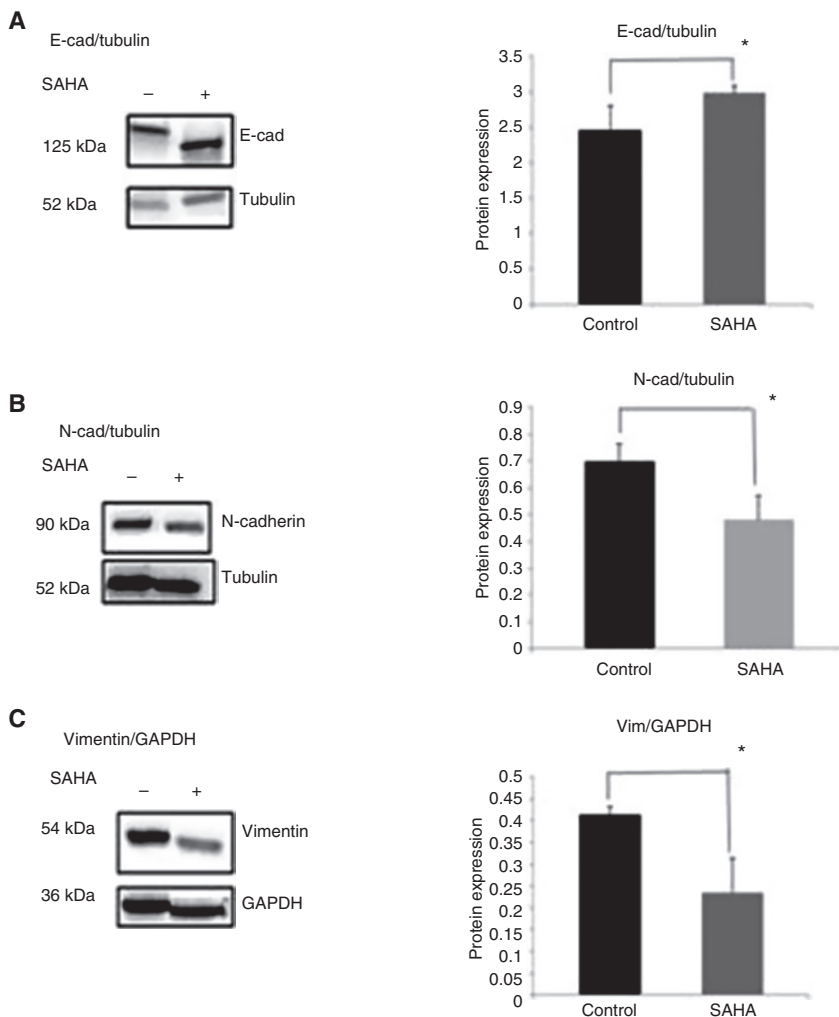 A
E-cad/tubulin
SAHA
– +
125 kDa
E-cad
52 kDa
Tubulin
E-cad/tubulin
*
Protein expression
3.5
3
2.5
2
1.5
1
0.5
0
Control SAHA
B
N-cad/tubulin
SAHA
– +
90 kDa
N-cadherin
52 kDa
Tubulin
N-cad/tubulin
*
Protein expression
0.9
0.8
0.7
0.6
0.5
0.4
0.3
0.2
0.1
0
Control SAHA
C
Vimentin/GAPDH
SAHA
– +
54 kDa
Vimentin
36 kDa
GAPDH
Vim/GAPDH
*
Protein expression
0.5
0.45
0.4
0.35
0.3
0.25
0.2
0.15
0.1
0.05
0
Control SAHA